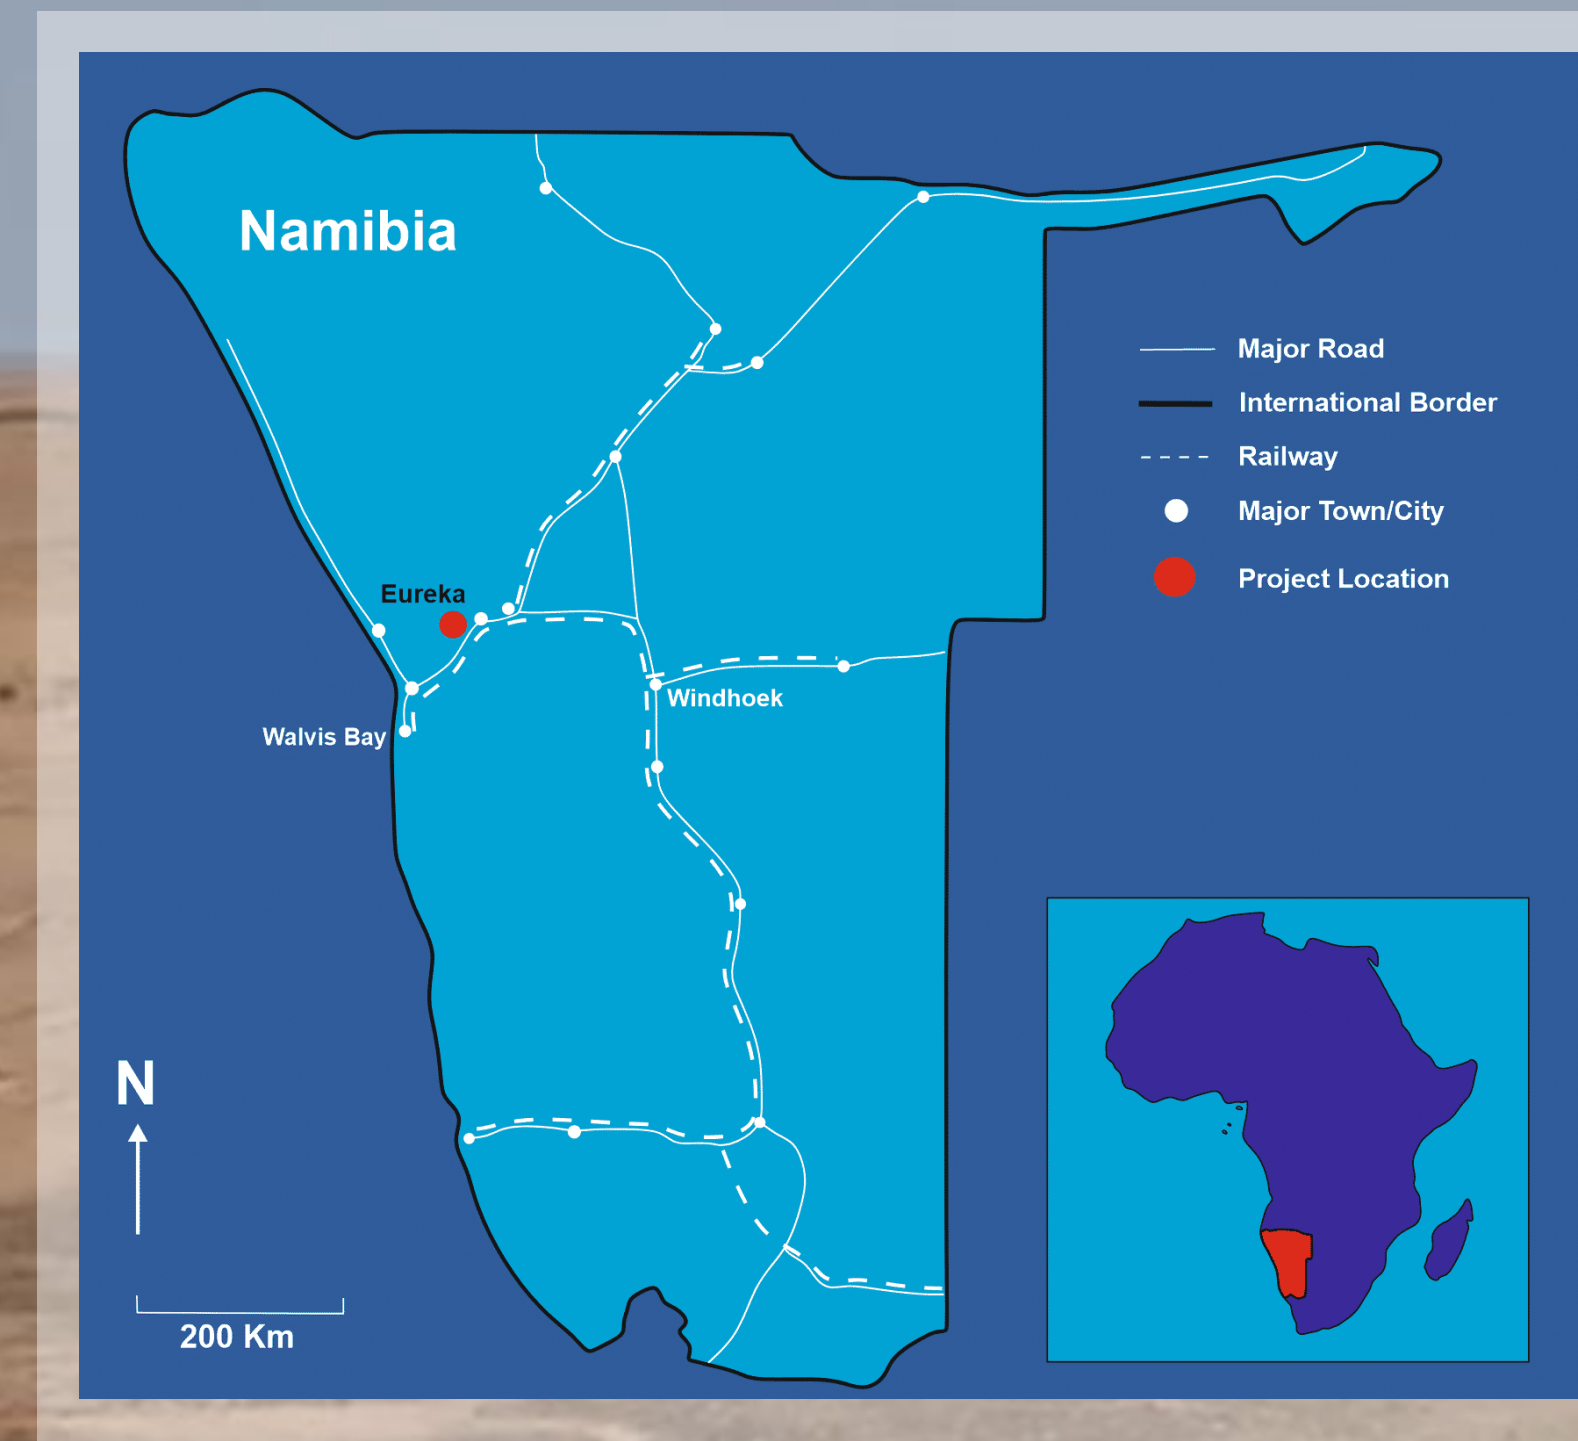 Namibia
Major Road
International Border
Railway
Major Town/City
Project Location
Eureka
Windhoek
Walvis Bay
N
200 Km